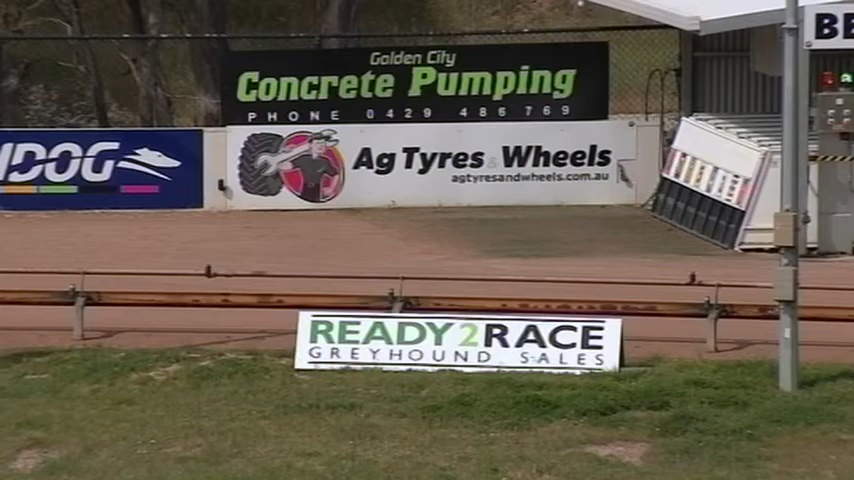 Golden City
Concrete Pumping
PHONE 0429 486 769
BE
DOG
Ag Tyres & Wheels
agtyresandwheels.com.au
READY2RACE
GREYHOUND SALES